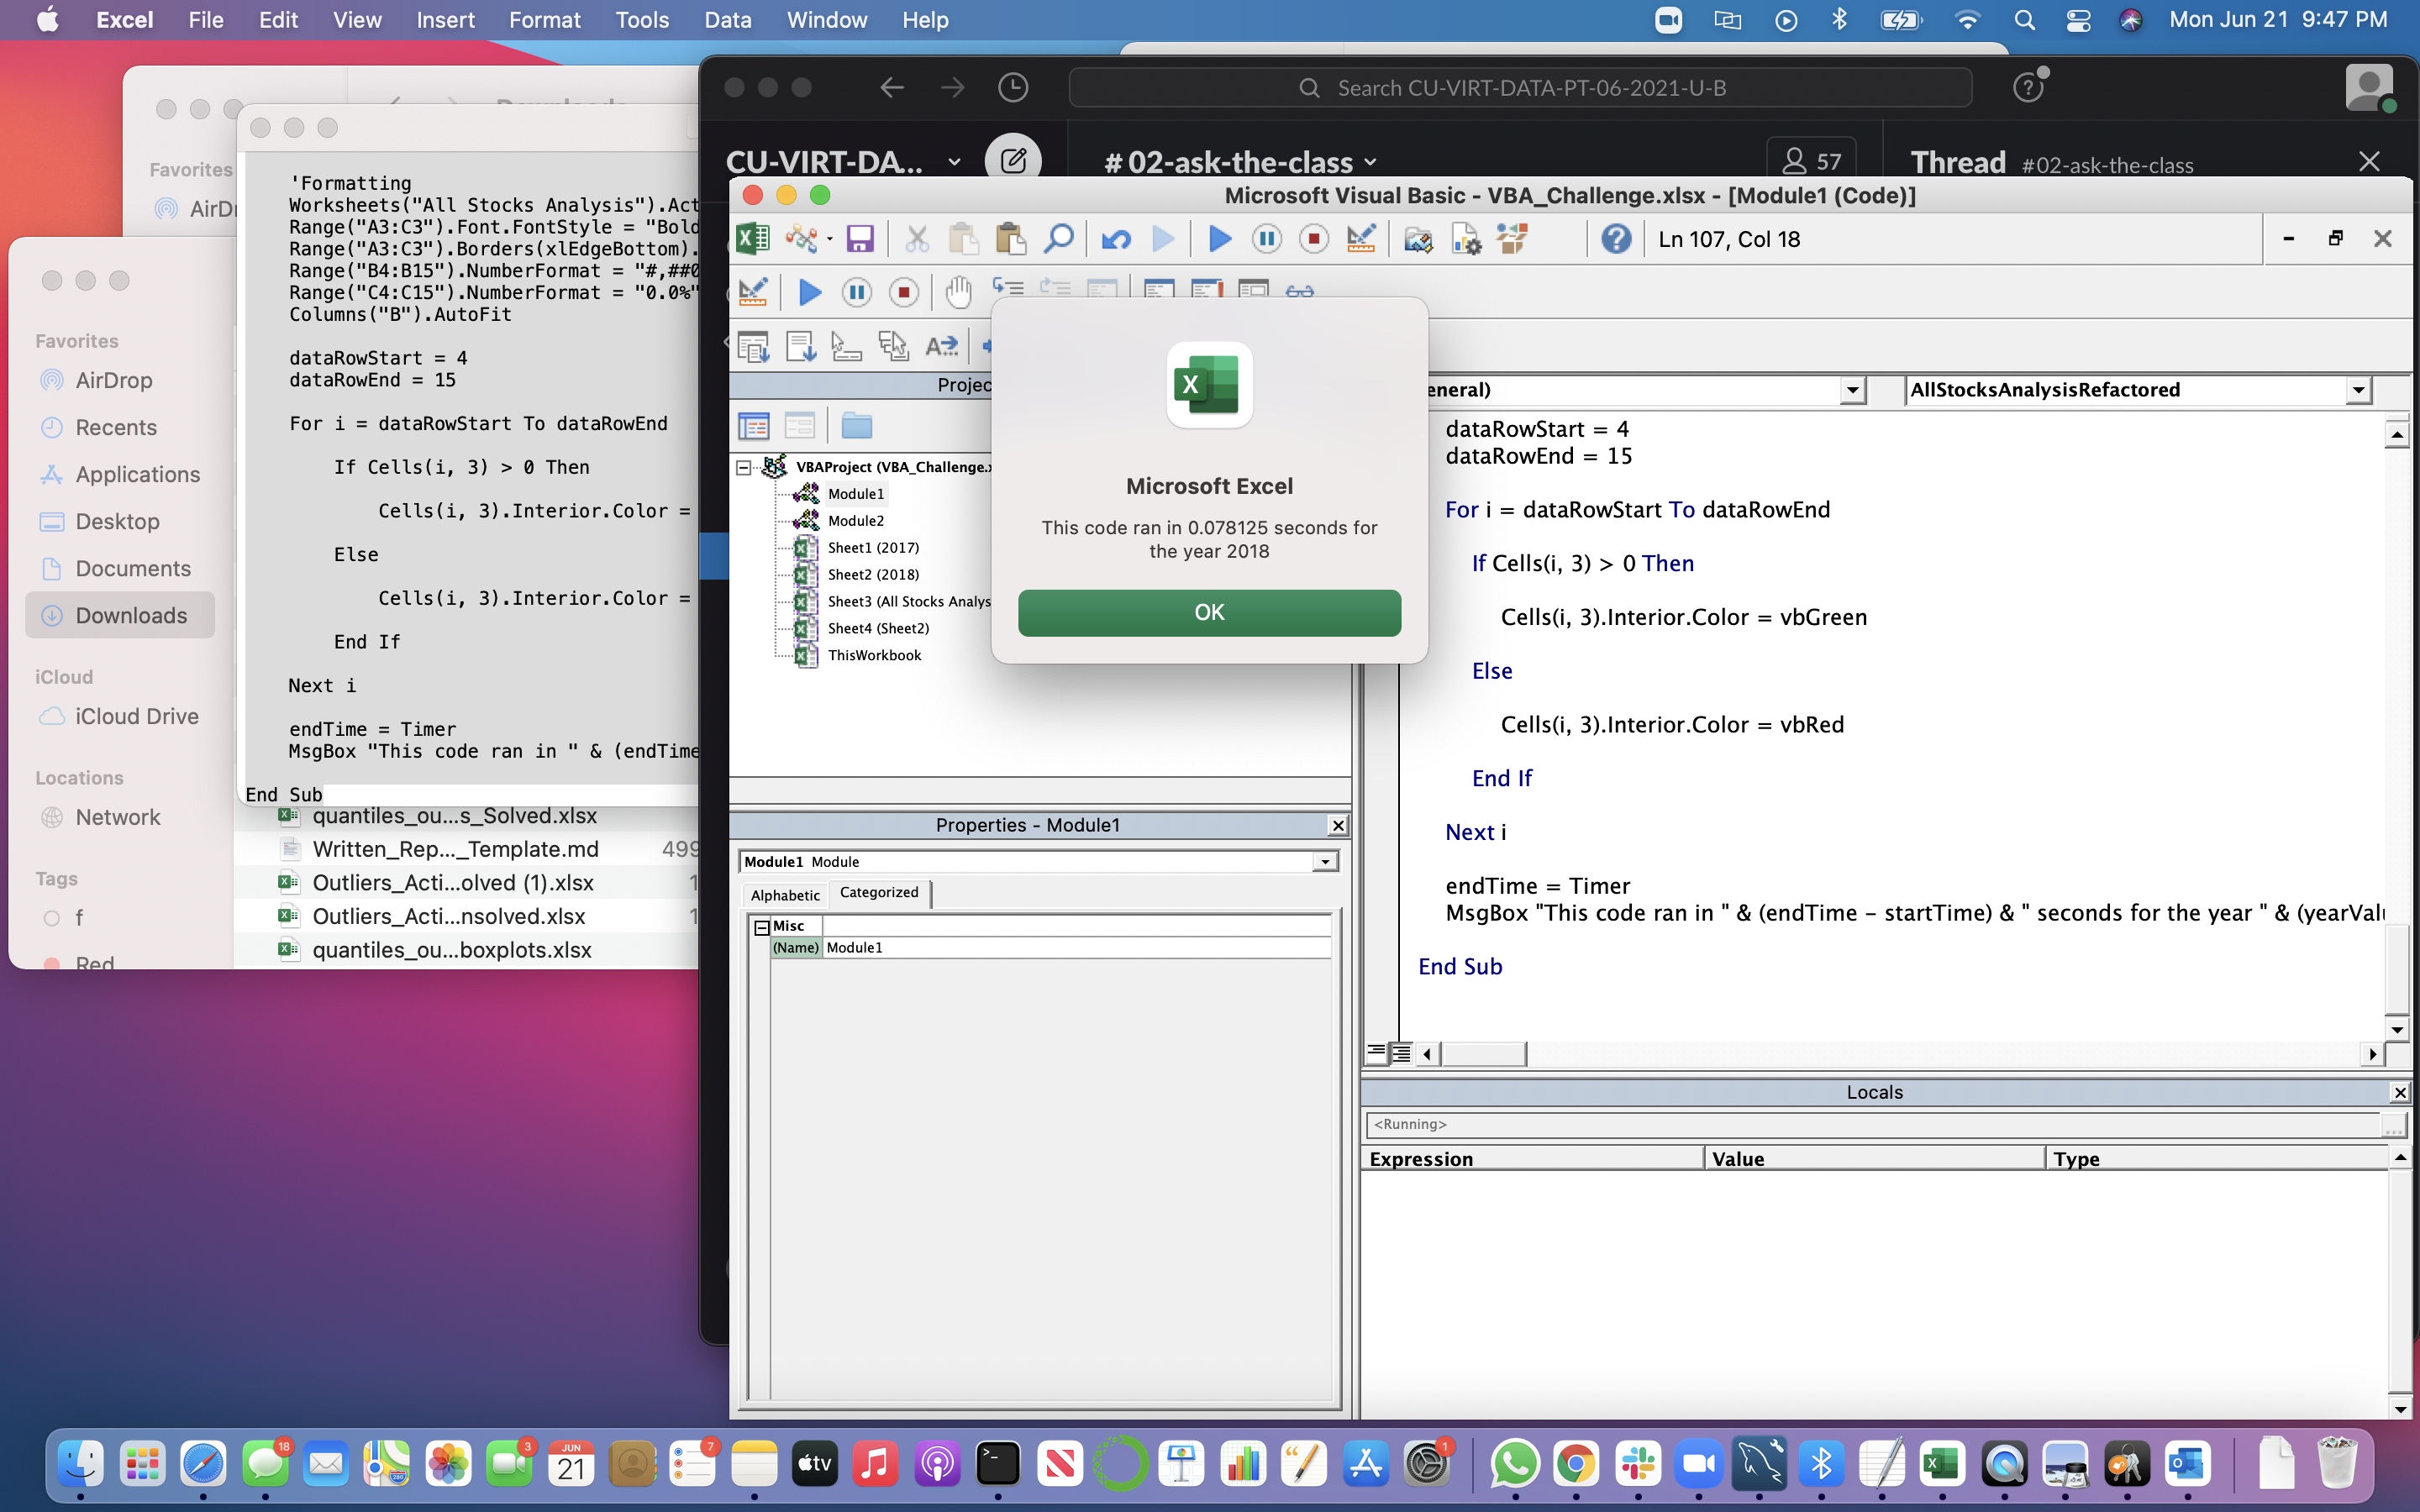 Excel File Edit View Insert Format Tools Data Window Help
Mon Jun 21 9:47 PM
Downloads
Favorites
Search CU-VIRT-DATA-PT-06-2021-U-B
CU-VIRT-DA...
# 02-ask-the-class
57
Thread #02-ask-the-class
'Formatting
Worksheets("All Stocks Analysis").Act
Range("A3:C3").Font.FontStyle = "Bold
Range("A3:C3").Borders(xlEdgeBottom).
Range("B4:B15").NumberFormat = "#,##0
Range("C4:C15").NumberFormat = "0.0%"
Columns("B").AutoFit
dataRowStart = 4
dataRowEnd = 15
For i = dataRowStart To dataRowEnd
If Cells(i, 3) > 0 Then
Cells(i, 3).Interior.Color =
Else
Cells(i, 3).Interior.Color =
End If
Next i
endTime = Timer
MsgBox "This code ran in " & (endTime
End Sub
Favorites
AirDrop
Recents
Applications
Desktop
Documents
Downloads
iCloud
iCloud Drive
Locations
Network
Tags
f
Red
quantiles_ou...s_Solved.xlsx
Written_Rep..._Template.md 499
Outliers_Acti...olved (1).xlsx 1
Outliers_Acti...nsolved.xlsx 1
quantiles_ou...boxplots.xlsx
Microsoft Visual Basic - VBA_Challenge.xlsx - [Module1 (Code)]
Ln 107, Col 18
Projec
VBAProject (VBA_Challenge.x
Module1
Module2
Sheet1 (2017)
Sheet2 (2018)
Sheet3 (All Stocks Analys
Sheet4 (Sheet2)
ThisWorkbook
Microsoft Excel
This code ran in 0.078125 seconds for
the year 2018
OK
Properties - Module1
Module1 Module
Alphabetic Categorized
Misc
(Name) Module1
eneral) AllStocksAnalysisRefactored
dataRowStart = 4
dataRowEnd = 15
For i = dataRowStart To dataRowEnd
If Cells(i, 3) > 0 Then
Cells(i, 3).Interior.Color = vbGreen
Else
Cells(i, 3).Interior.Color = vbRed
End If
Next i
endTime = Timer
MsgBox "This code ran in " & (endTime - startTime) & " seconds for the year " & (yearValu
End Sub
Locals
<Running>
Expression Value Type
18
3
JUN
21
7
tv
1